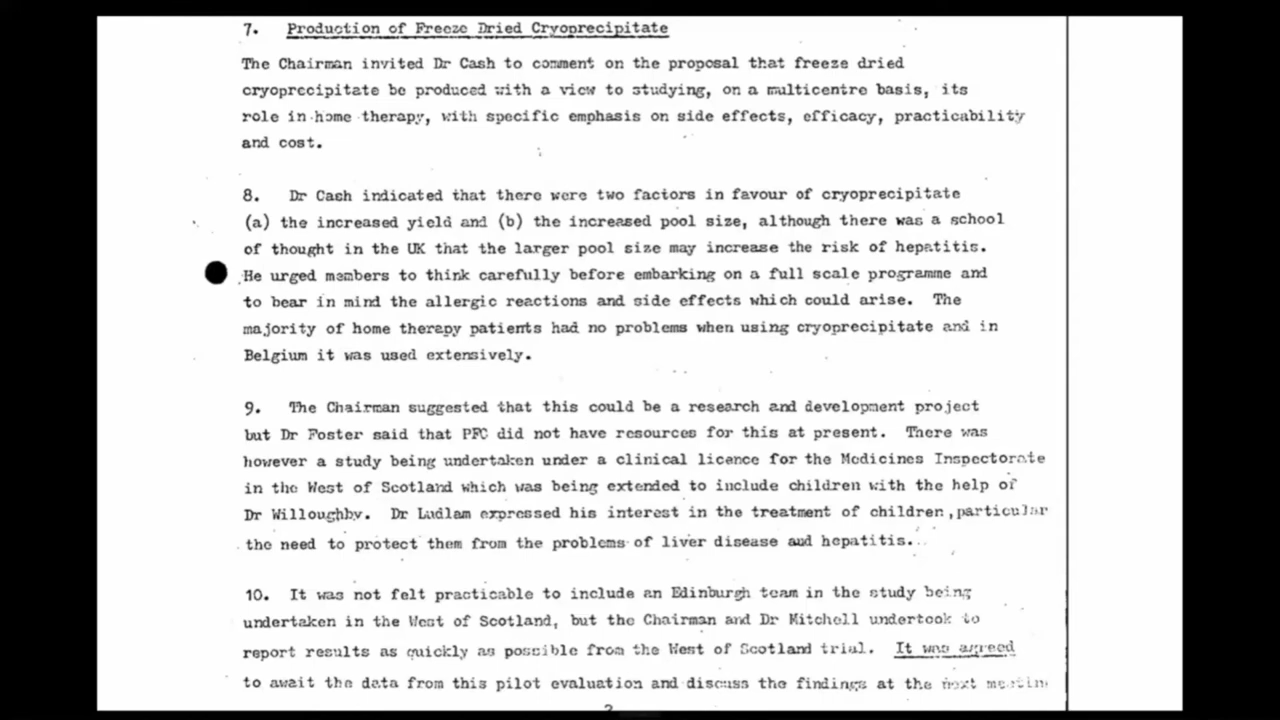 7. Production of Freeze Dried Cryoprecipitate
The Chairman invited Dr Cash to comment on the proposal that freeze dried
cryoprecipitate be produced with a view to studying, on a multicentre basis, its
role in home therapy, with specific emphasis on side effects, efficacy, practicability
and cost.
8. Dr Cash indicated that there were two factors in favour of cryoprecipitate
(a) the increased yield and (b) the increased pool size, although there was a school
of thought in the UK that the larger pool size may increase the risk of hepatitis.
He urged members to think carefully before embarking on a full scale programme and
to bear in mind the allergic reactions and side effects which could arise. The
majority of home therapy patients had no problems when using cryoprecipitate and in
Belgium it was used extensively.
9. The Chairman suggested that this could be a research and development project
but Dr Foster said that PFC did not have resources for this at present. There was
however a study being undertaken under a clinical licence for the Medicines Inspectorate
in the West of Scotland which was being extended to include children with the help of
Dr Willoughby. Dr Ludlam expressed his interest in the treatment of children, particular
the need to protect them from the problems of liver disease and hepatitis.
10. It was not felt practicable to include an Edinburgh team in the study being
undertaken in the West of Scotland, but the Chairman and Dr Mitchell undertook to
report results as quickly as possible from the West of Scotland trial. It was agreed
to await the data from this pilot evaluation and discuss the findings at the next meetin